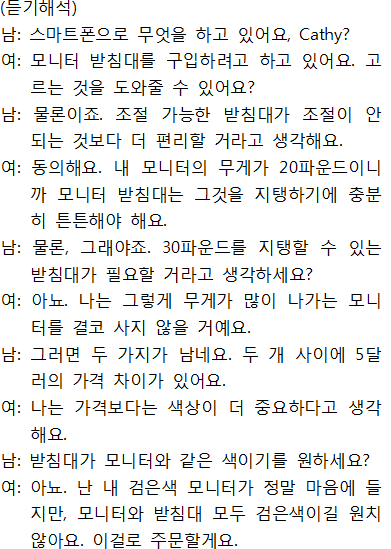 (듣기해석)
남: 스마트폰으로 무엇을 하고 있어요, Cathy?
여: 모니터 받침대를 구입하려고 하고 있어요. 고
르는 것을 도와줄 수 있어요?
남: 물론이죠. 조절 가능한 받침대가 조절이 안
되는 것보다 더 편리할 거라고 생각해요.
여: 동의해요. 내 모니터의 무게가 20파운드이니
까 모니터 받침대는 그것을 지탱하기에 충분
히 튼튼해야 해요.
남: 물론, 그래야죠. 30파운드를 지탱할 수 있는
받침대가 필요할 거라고 생각하세요?
여: 아뇨. 나는 그렇게 무게가 많이 나가는 모니
터를 결코 사지 않을 거예요.
남: 그러면 두 가지가 남네요. 두 개 사이에 5달
러의 가격 차이가 있어요.
여: 나는 가격보다는 색상이 더 중요하다고 생각
해요.
남: 받침대가 모니터와 같은 색이기를 원하세요?
여: 아뇨. 난 내 검은색 모니터가 정말 마음에 들
지만, 모니터와 받침대 모두 검은색이길 원치
않아요. 이걸로 주문할게요.